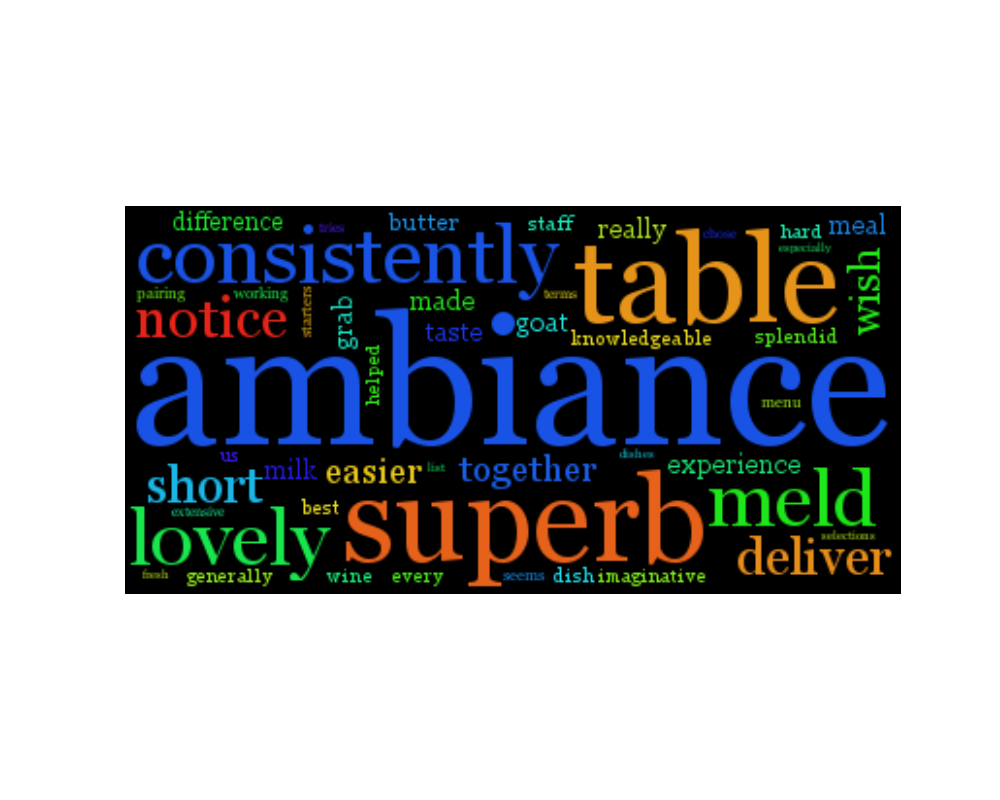 difference
tries
butter
staff
really
chose
hard
meal
especially
consistently
table
wish
pairing
working
starters
grab
made
terms
notice
taste
goat
knowledgeable
splendid
helped
ambiance
menu
us
milk
easier
list
together
dishes
experience
short
extensive
best
superb
meld
lovely
selections
deliver
fresh
generally
wine
every
seems
dish
imaginative